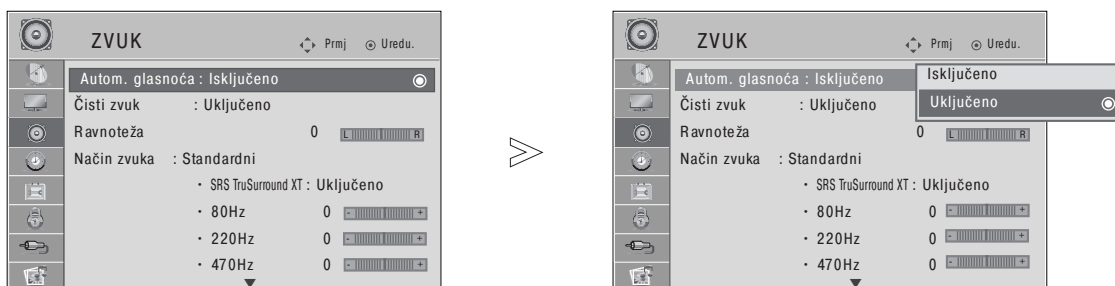 ZVUK
Prmj Uredu.
Autom. glasnoća : Isključeno
Čisti zvuk : Uključeno
Ravnoteža 0 L R
Način zvuka : Standardni
• SRS TruSurround XT : Uključeno
• 80Hz 0 - +
• 220Hz 0 - +
• 470Hz 0 - +
ZVUK
Prmj Uredu.
Autom. glasnoća : Isključeno
Isključeno
Uključeno
Čisti zvuk : Uključeno
Ravnoteža 0 L R
Način zvuka : Standardni
• SRS TruSurround XT : Uključeno
• 80Hz 0 - +
• 220Hz 0 - +
• 470Hz 0 - +